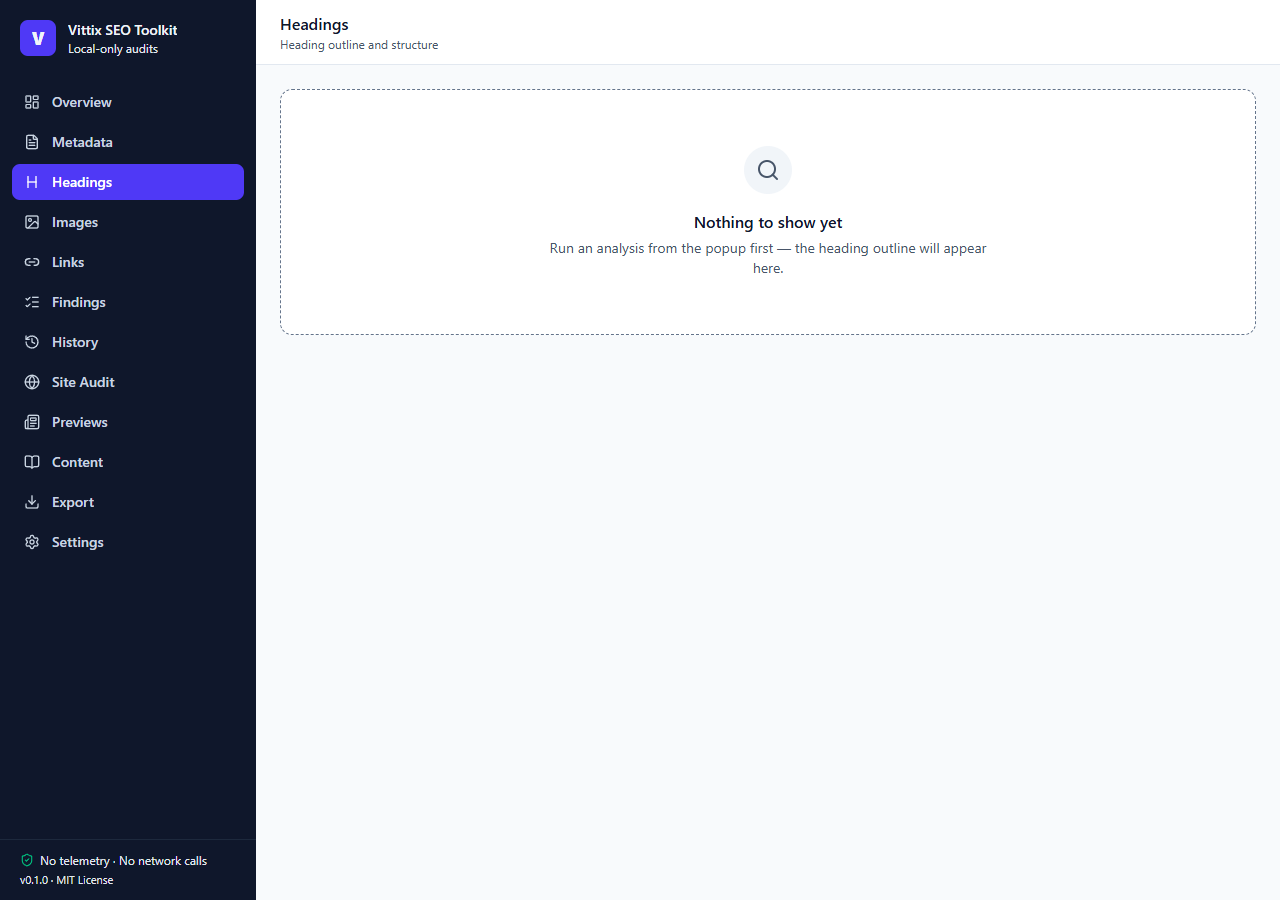 V
Vittix SEO Toolkit
Local-only audits
Overview
Metadata
Headings
Images
Links
Findings
History
Site Audit
Previews
Content
Export
Settings
No telemetry · No network calls
v0.1.0 · MIT License
Headings
Heading outline and structure
Nothing to show yet
Run an analysis from the popup first — the heading outline will appear
here.